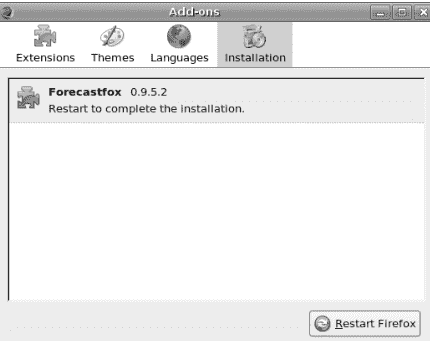 Add-ons
Extensions Themes Languages Installation
Forecastfox 0.9.5.2
Restart to complete the installation.
Restart Firefox